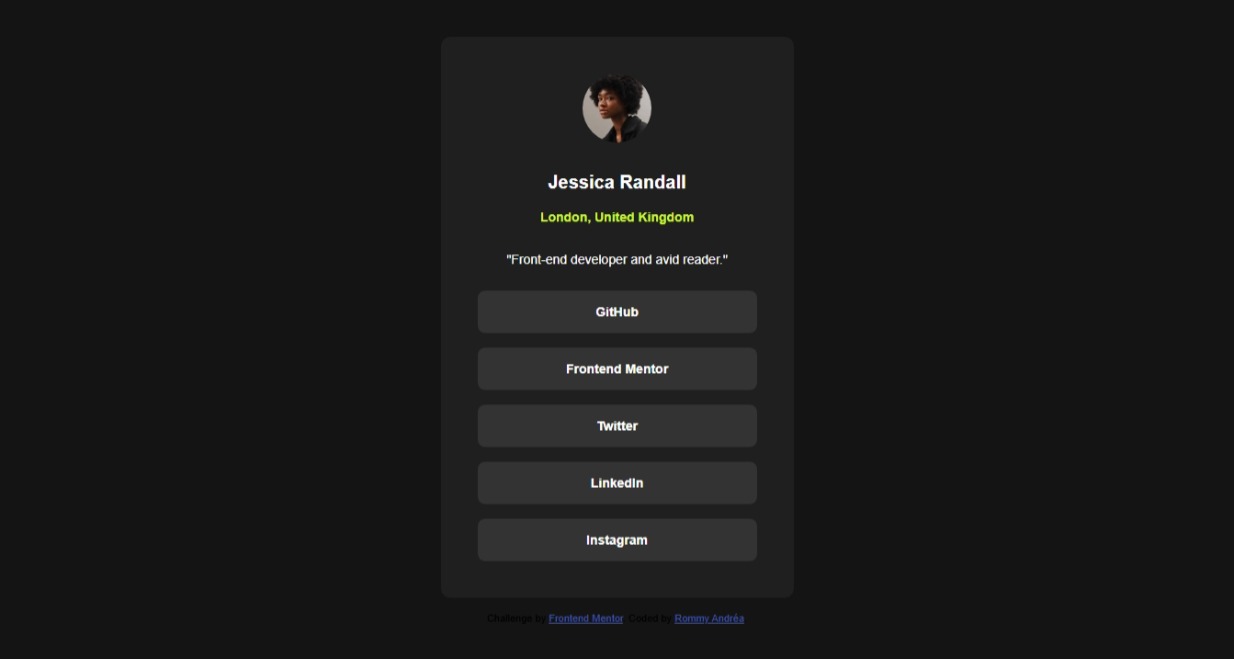 Jessica Randall
London, United Kingdom
"Front-end developer and avid reader."
GitHub
Frontend Mentor
Twitter
LinkedIn
Instagram
Challenge by Frontend Mentor. Coded by Rommy Andréa